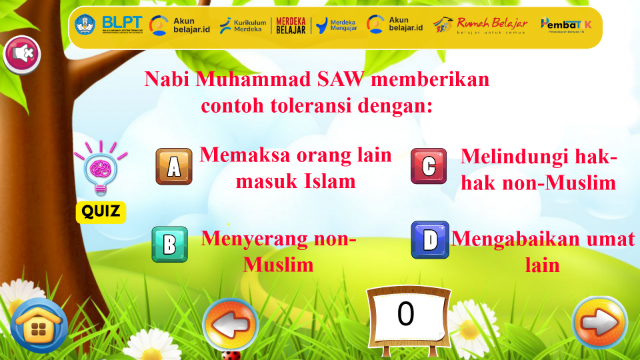 BLPT
Akun
belajar.id
Kurikulum
Merdeka
MERDEKA
BELAJAR
Merdeka
Mengajar
Akun
belajar.id
Rumah Belajar
belajar untuk semua
PembaTIK
Nabi Muhammad SAW memberikan
contoh toleransi dengan:
A
Memaksa orang lain
masuk Islam
C
Melindungi hak-
hak non-Muslim
QUIZ
B
Menyerang non-
Muslim
D
Mengabaikan umat
lain
0